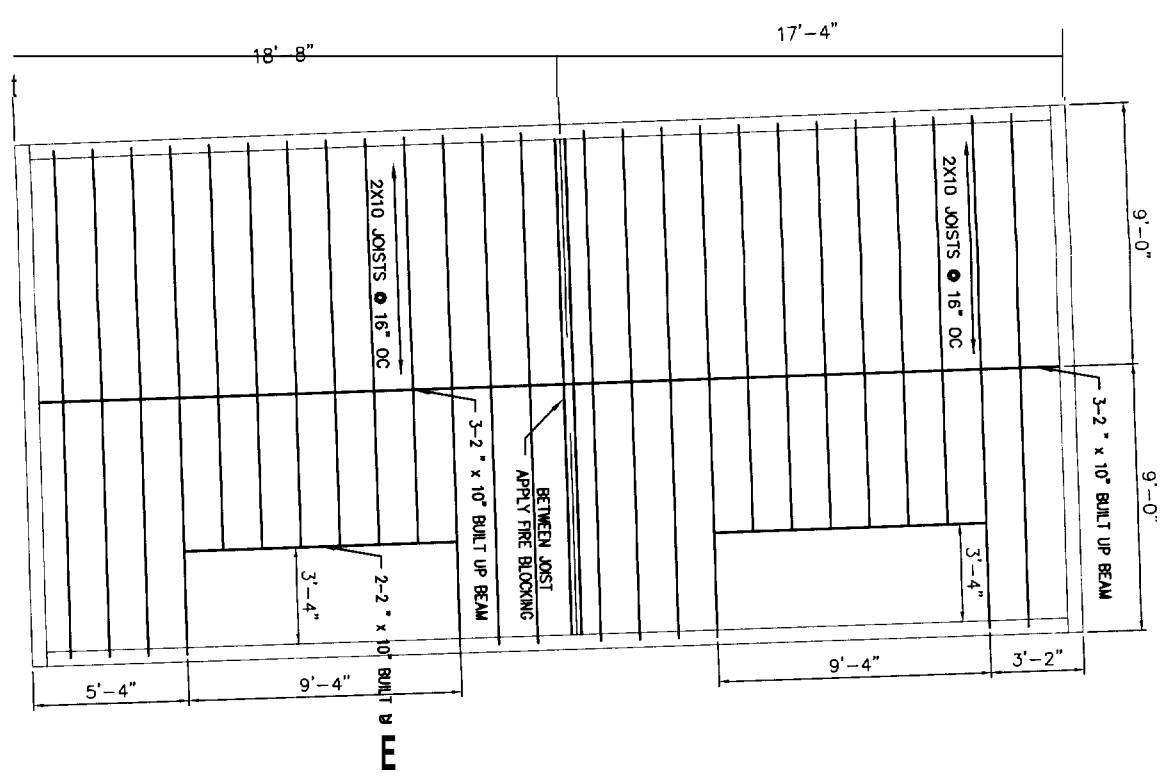 17'-4"
18'-8"
9'-0"
9'-0"
2X10 JOISTS @ 16" OC
2X10 JOISTS @ 16" OC
3-2 " x 10" BUILT UP BEAM
3-2 " x 10" BUILT UP BEAM
BETWEEN JOIST
APPLY FIRE BLOCKING
2-2 " x 10" BUILT
3'-4"
3'-4"
5'-4"
9'-4"
9'-4"
3'-2"
E